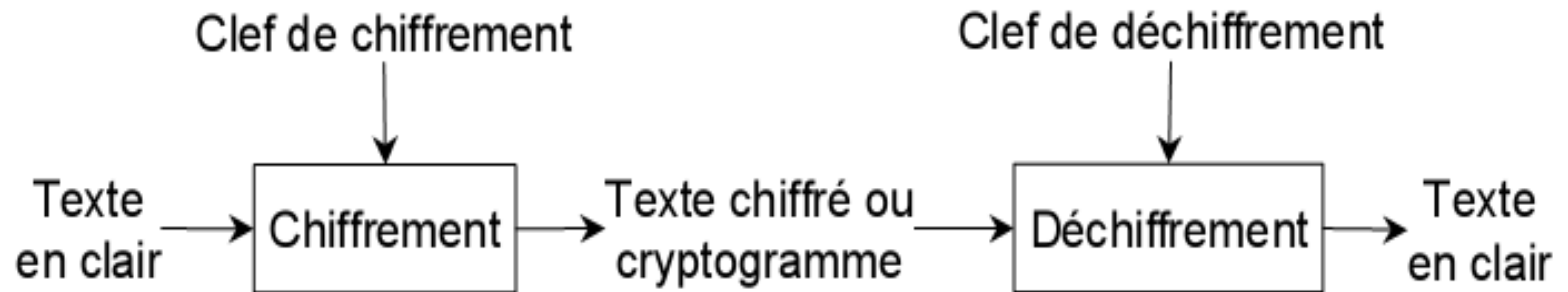 Clef de chiffrement
Clef de déchiffrement
Texte
en clair
Chiffrement
Texte chiffré ou
cryptogramme
Déchiffrement
Texte
en clair